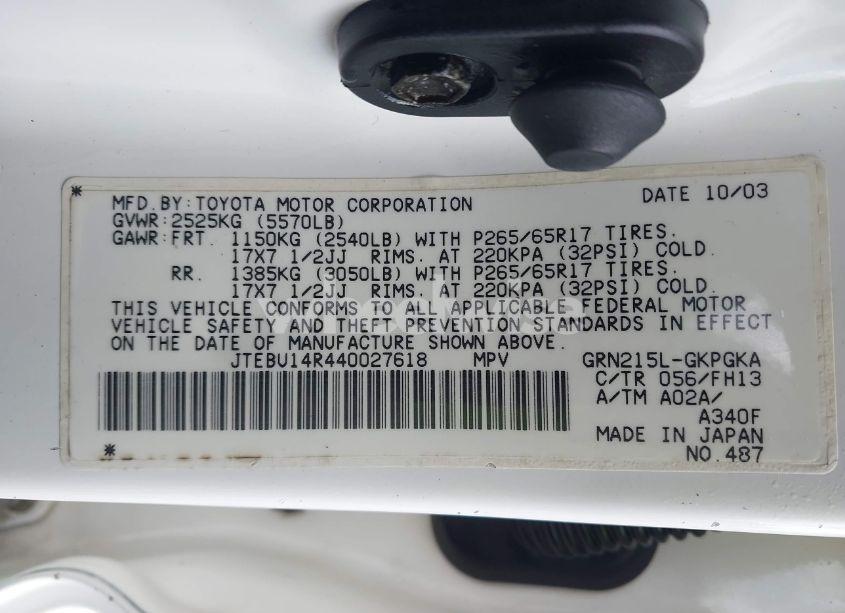 MFD.BY:TOYOTA MOTOR CORPORATION DATE 10/03
GVWR:2525KG (5570LB)
GAWR:FRT. 1150KG (2540LB) WITH P265/65R17 TIRES.
17X7 1/2JJ RIMS. AT 220KPA (32PSI) COLD.
RR. 1385KG (3050LB) WITH P265/65R17 TIRES.
17X7 1/2JJ RIMS. AT 220KPA (32PSI) COLD.
THIS VEHICLE CONFORMS TO ALL APPLICABLE FEDERAL MOTOR
VEHICLE SAFETY AND THEFT PREVENTION STANDARDS IN EFFECT
ON THE DATE OF MANUFACTURE SHOWN ABOVE.
JTEBU14R440027618 MPV GRN215L-GKPGKA
C/TR 056/FH13
A/TM A02A/
A340F
MADE IN JAPAN
NO.487